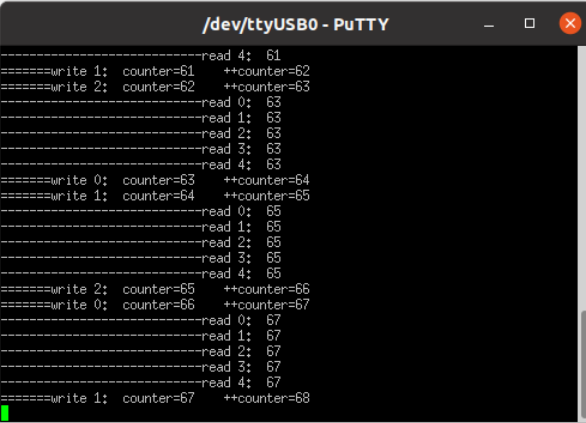 /dev/ttyUSB0 - PuTTY
-----------------------------read 4:  61
=======write 1:  counter=61    ++counter=62
=======write 2:  counter=62    ++counter=63
-----------------------------read 0:  63
-----------------------------read 1:  63
-----------------------------read 2:  63
-----------------------------read 3:  63
-----------------------------read 4:  63
=======write 0:  counter=63    ++counter=64
=======write 1:  counter=64    ++counter=65
-----------------------------read 0:  65
-----------------------------read 1:  65
-----------------------------read 2:  65
-----------------------------read 3:  65
-----------------------------read 4:  65
=======write 2:  counter=65    ++counter=66
=======write 0:  counter=66    ++counter=67
-----------------------------read 0:  67
-----------------------------read 1:  67
-----------------------------read 2:  67
-----------------------------read 3:  67
-----------------------------read 4:  67
=======write 1:  counter=67    ++counter=68